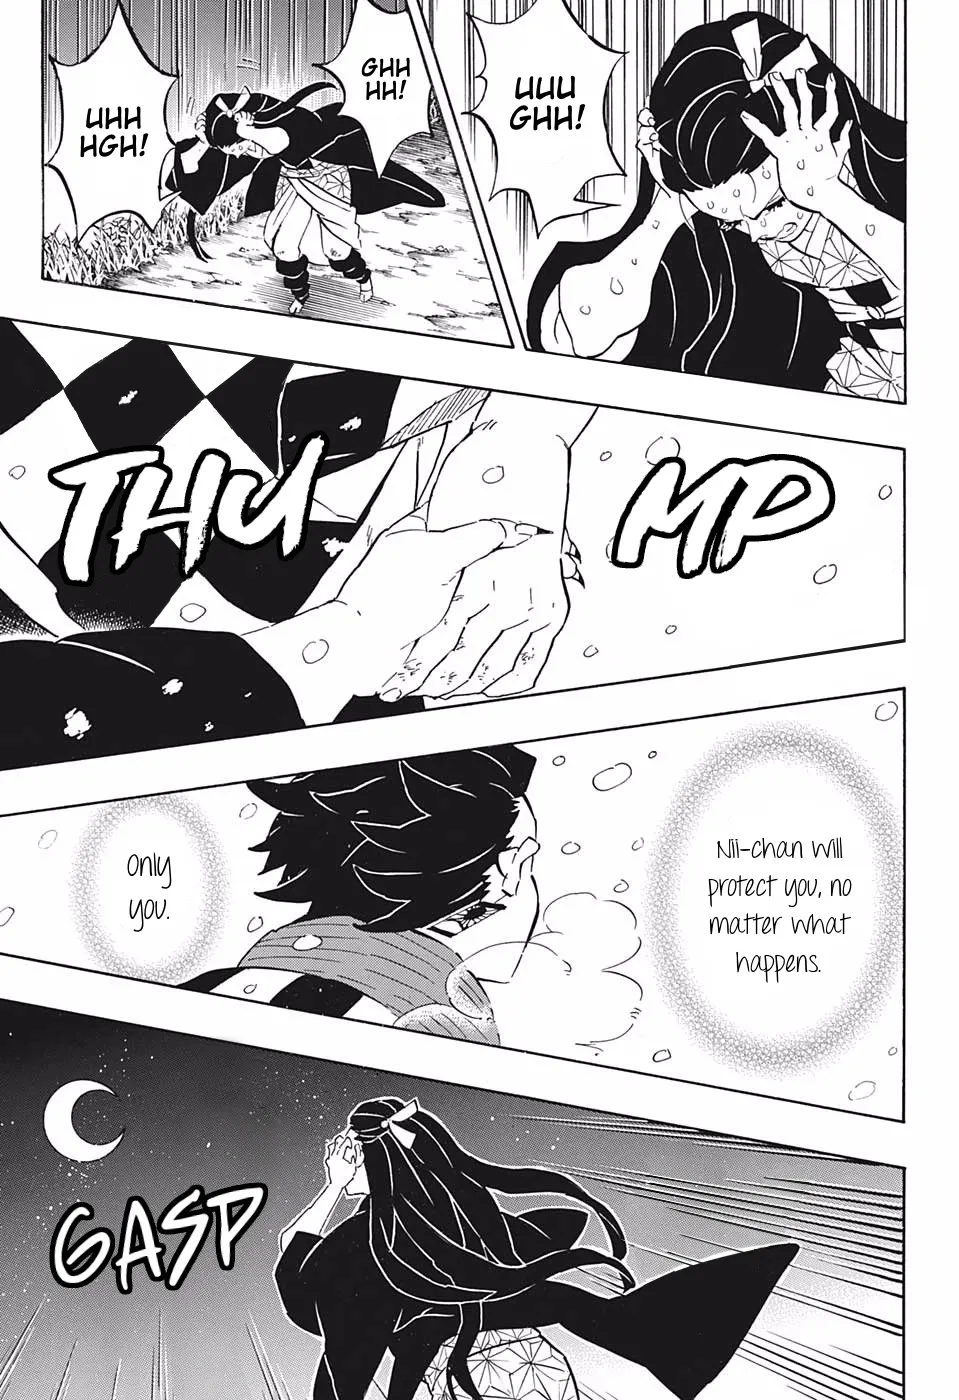 UUU
GHH!
GHH
HH!
UHH
HGH!
THU
MP
Nii-chan will
protect you, no
matter what
happens.
Only
you.
GASP